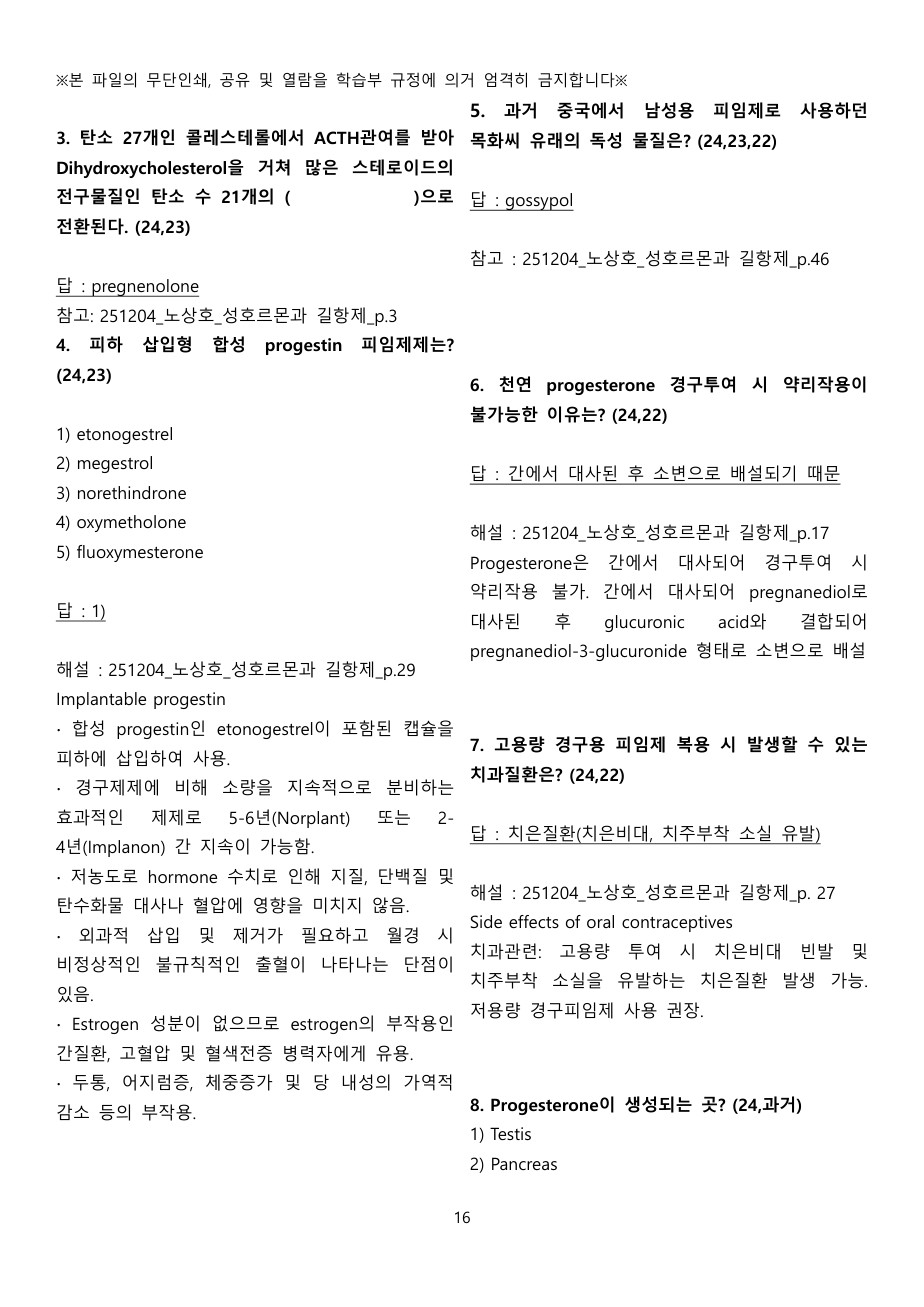 ※본 파일의 무단인쇄, 공유 및 열람을 학습부 규정에 의거 엄격히 금지합니다※
3. 탄소 27개인 콜레스테롤에서 ACTH관여를 받아
Dihydroxycholesterol을 거쳐 많은 스테로이드의
전구물질인 탄소 수 21개의 (                )으로
전환된다. (24,23)
답 : pregnenolone
참고: 251204_노상호_성호르몬과 길항제_p.3
4. 피하 삽입형 합성 progestin 피임제제는?
(24,23)
1) etonogestrel
2) megestrol
3) norethindrone
4) oxymetholone
5) fluoxymesterone
답 : 1)
해설 : 251204_노상호_성호르몬과 길항제_p.29
Implantable progestin
· 합성 progestin인 etonogestrel이 포함된 캡슐을
피하에 삽입하여 사용.
· 경구제제에 비해 소량을 지속적으로 분비하는
효과적인 제제로 5-6년(Norplant) 또는 2-
4년(Implanon) 간 지속이 가능함.
· 저농도로 hormone 수치로 인해 지질, 단백질 및
탄수화물 대사나 혈압에 영향을 미치지 않음.
· 외과적 삽입 및 제거가 필요하고 월경 시
비정상적인 불규칙적인 출혈이 나타나는 단점이
있음.
· Estrogen 성분이 없으므로 estrogen의 부작용인
간질환, 고혈압 및 혈색전증 병력자에게 유용.
· 두통, 어지럼증, 체중증가 및 당 내성의 가역적
감소 등의 부작용.
5. 과거 중국에서 남성용 피임제로 사용하던
목화씨 유래의 독성 물질은? (24,23,22)
답 : gossypol
참고 : 251204_노상호_성호르몬과 길항제_p.46
6. 천연 progesterone 경구투여 시 약리작용이
불가능한 이유는? (24,22)
답 : 간에서 대사된 후 소변으로 배설되기 때문
해설 : 251204_노상호_성호르몬과 길항제_p.17
Progesterone은 간에서 대사되어 경구투여 시
약리작용 불가. 간에서 대사되어 pregnanediol로
대사된 후 glucuronic acid와 결합되어
pregnanediol-3-glucuronide 형태로 소변으로 배설
7. 고용량 경구용 피임제 복용 시 발생할 수 있는
치과질환은? (24,22)
답 : 치은질환(치은비대, 치주부착 소실 유발)
해설 : 251204_노상호_성호르몬과 길항제_p. 27
Side effects of oral contraceptives
치과관련: 고용량 투여 시 치은비대 빈발 및
치주부착 소실을 유발하는 치은질환 발생 가능.
저용량 경구피임제 사용 권장.
8. Progesterone이 생성되는 곳? (24,과거)
1) Testis
2) Pancreas
16